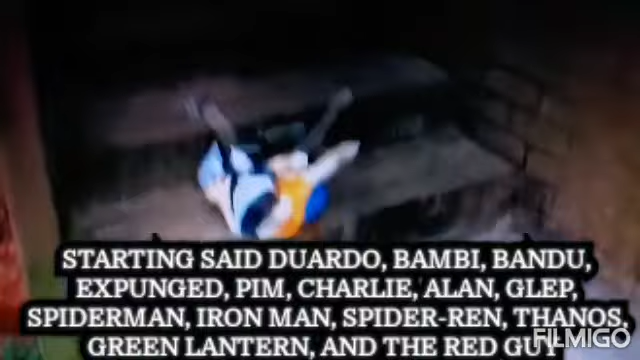 STARTING SAID DUARDO, BAMBI, BANDU,
EXPUNGED, PIM, CHARLIE, ALAN, GLEP,
SPIDERMAN, IRON MAN, SPIDER-REN, THANOS,
GREEN LANTERN, AND THE RED GU
FILMIGO